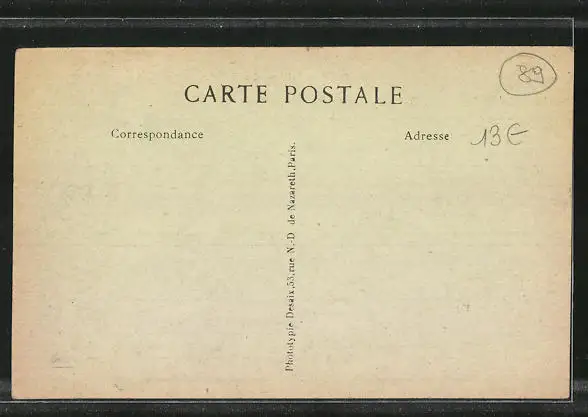 89
CARTE POSTALE
Correspondance
Adresse
13€
Phototypie Desaix,53,rue N.-D. de Nazareth,Paris.